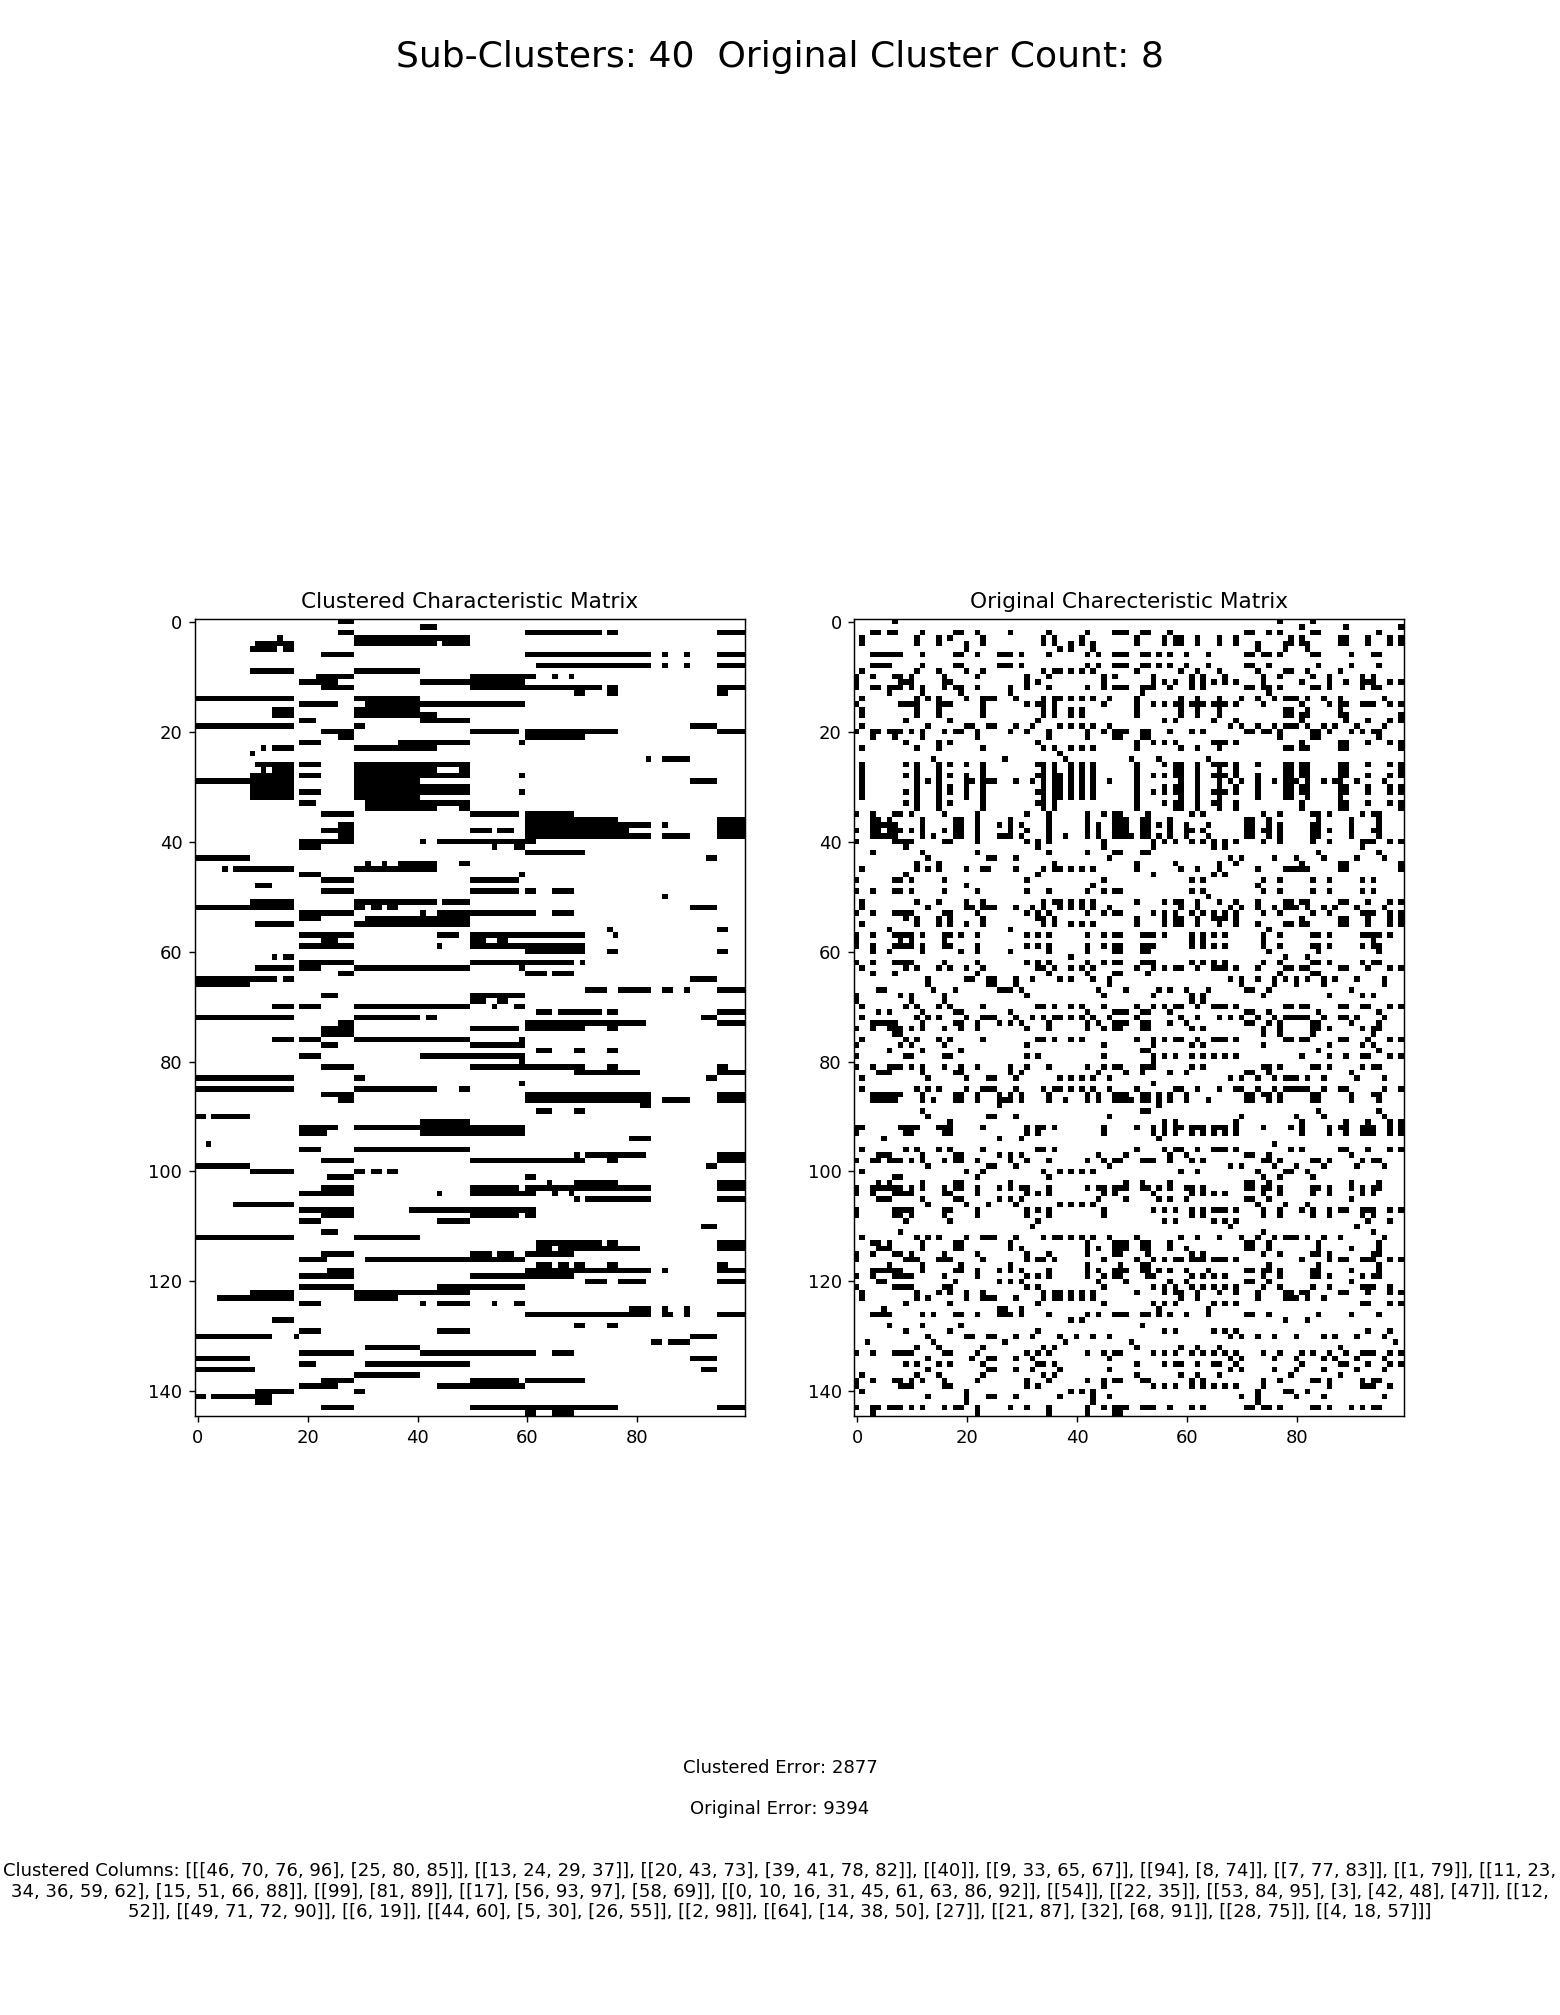 Sub-Clusters: 40  Original Cluster Count: 8
Clustered Characteristic Matrix
0
20
40
60
80
100
120
140
0 20 40 60 80
Original Charecteristic Matrix
0
20
40
60
80
100
120
140
0 20 40 60 80
Clustered Error: 2877
Original Error: 9394
Clustered Columns: [[[46, 70, 76, 96], [25, 80, 85]], [[13, 24, 29, 37]], [[20, 43, 73], [39, 41, 78, 82]], [[40]], [[9, 33, 65, 67]], [[94], [8, 74]], [[7, 77, 83]], [[1, 79]], [[11, 23,
34, 36, 59, 62], [15, 51, 66, 88]], [[99], [81, 89]], [[17], [56, 93, 97], [58, 69]], [[0, 10, 16, 31, 45, 61, 63, 86, 92]], [[54]], [[22, 35]], [[53, 84, 95], [3], [42, 48], [47]], [[12,
52]], [[49, 71, 72, 90]], [[6, 19]], [[44, 60], [5, 30], [26, 55]], [[2, 98]], [[64], [14, 38, 50], [27]], [[21, 87], [32], [68, 91]], [[28, 75]], [[4, 18, 57]]]